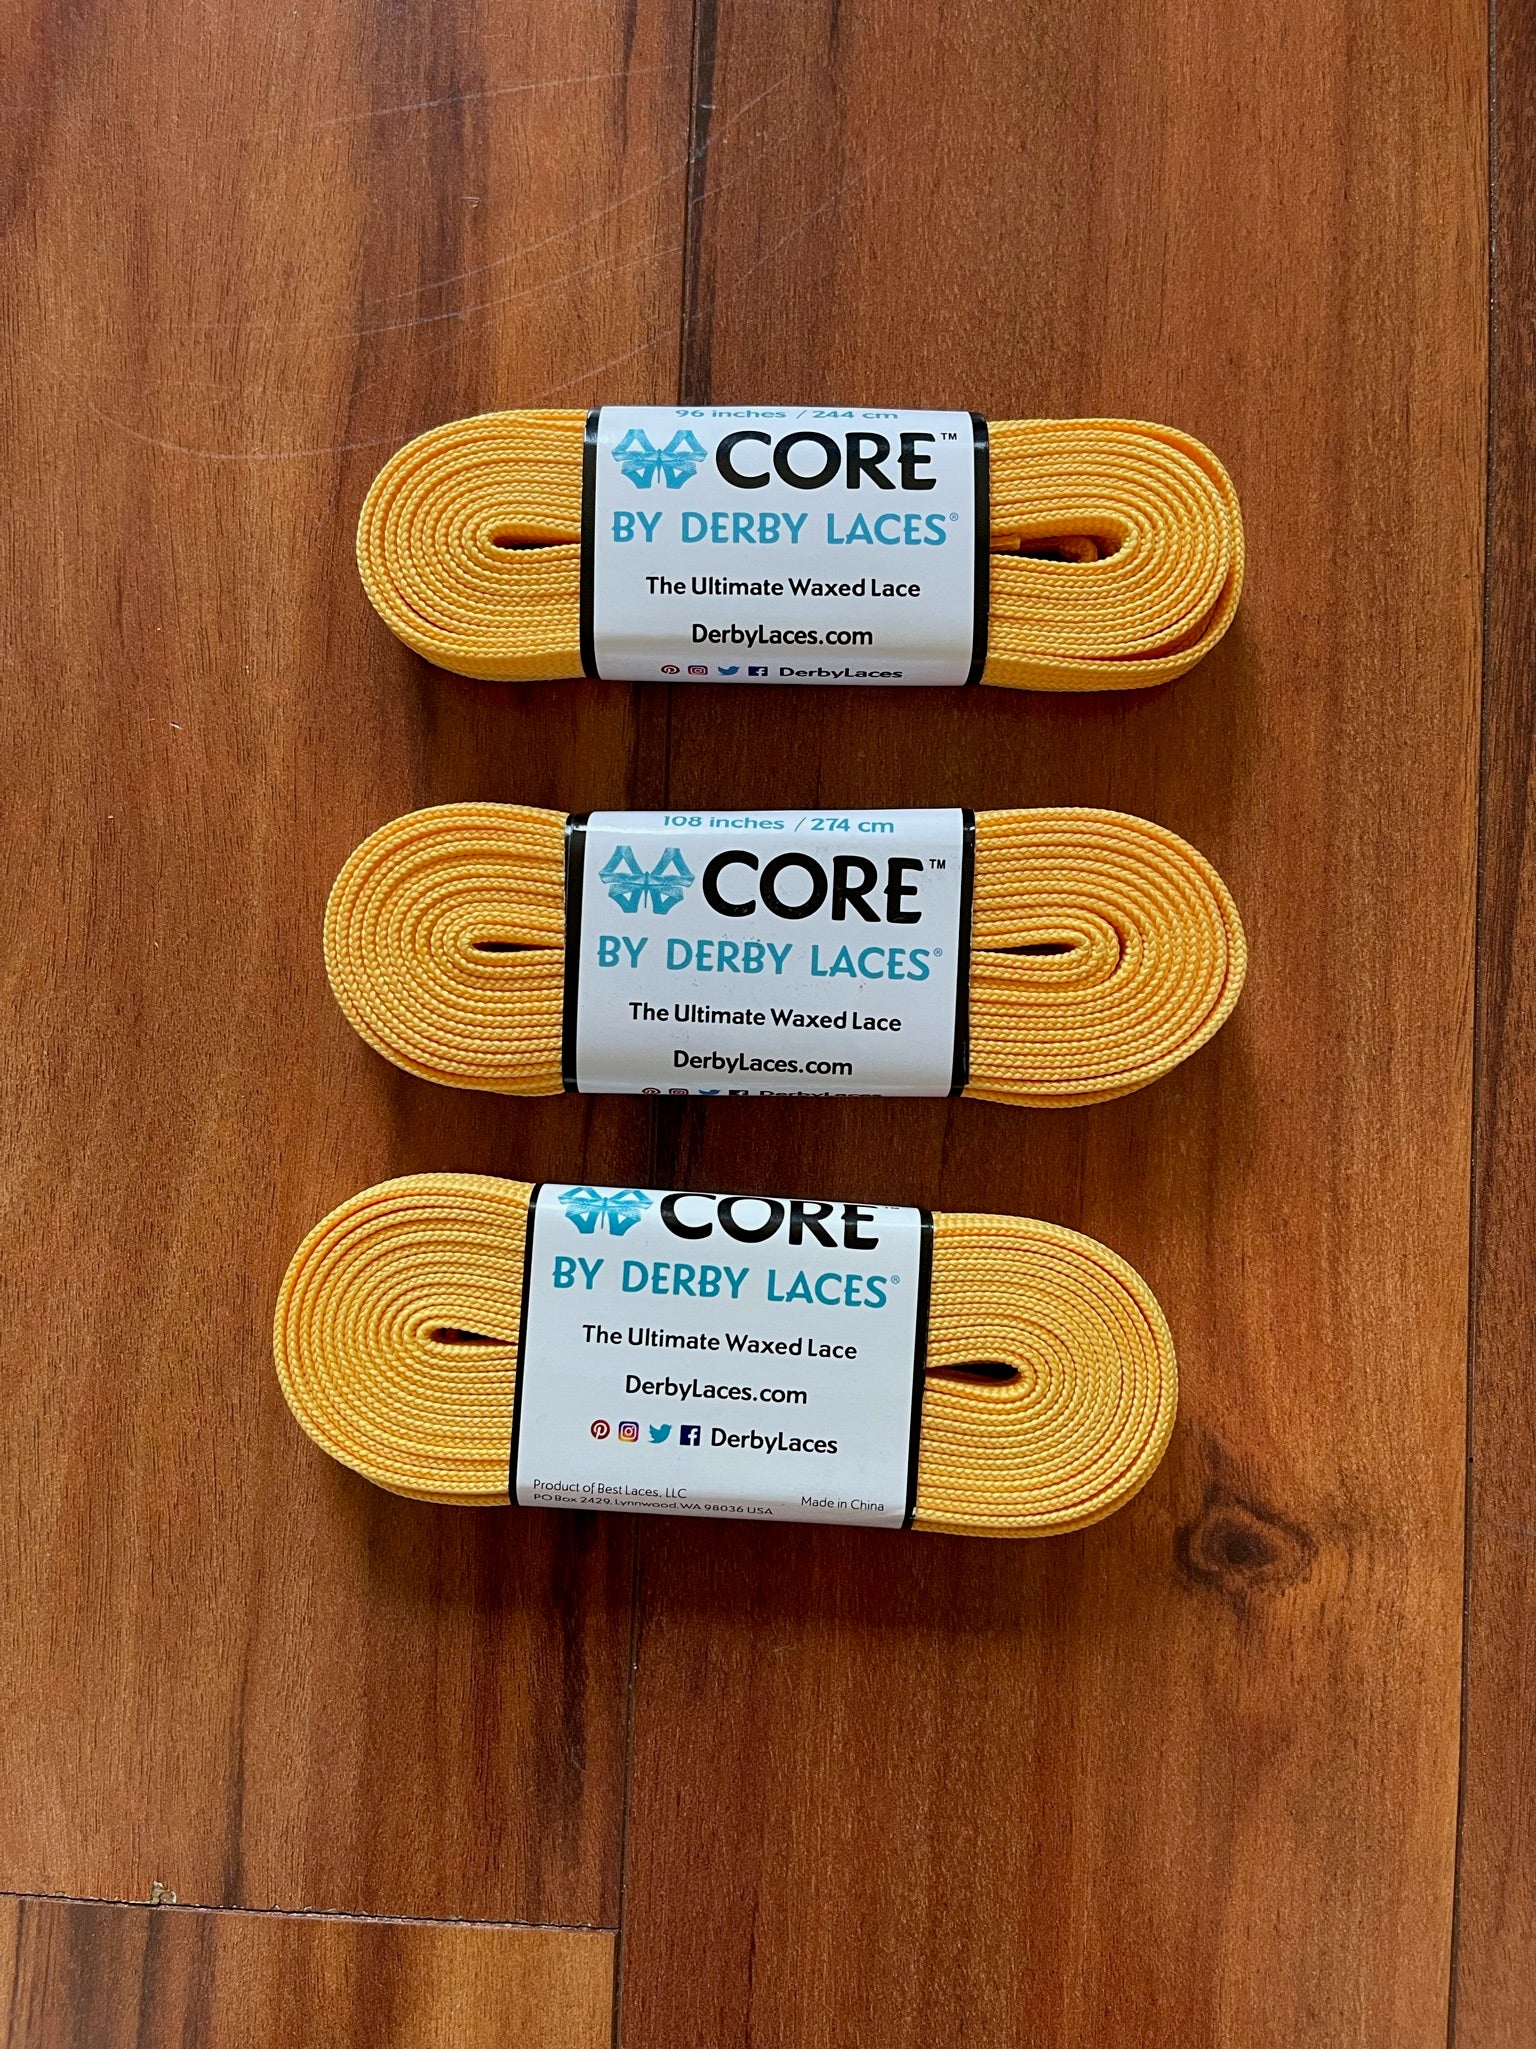 96 inches / 244 cm
CORE™
BY DERBY LACES®
The Ultimate Waxed Lace
DerbyLaces.com
DerbyLaces
108 inches / 274 cm
CORE™
BY DERBY LACES®
The Ultimate Waxed Lace
DerbyLaces.com
DerbyLaces
CORE™
BY DERBY LACES®
The Ultimate Waxed Lace
DerbyLaces.com
DerbyLaces
Product of Best Laces, LLC
PO Box 2429, Lynnwood, WA 98036 USA
Made in China